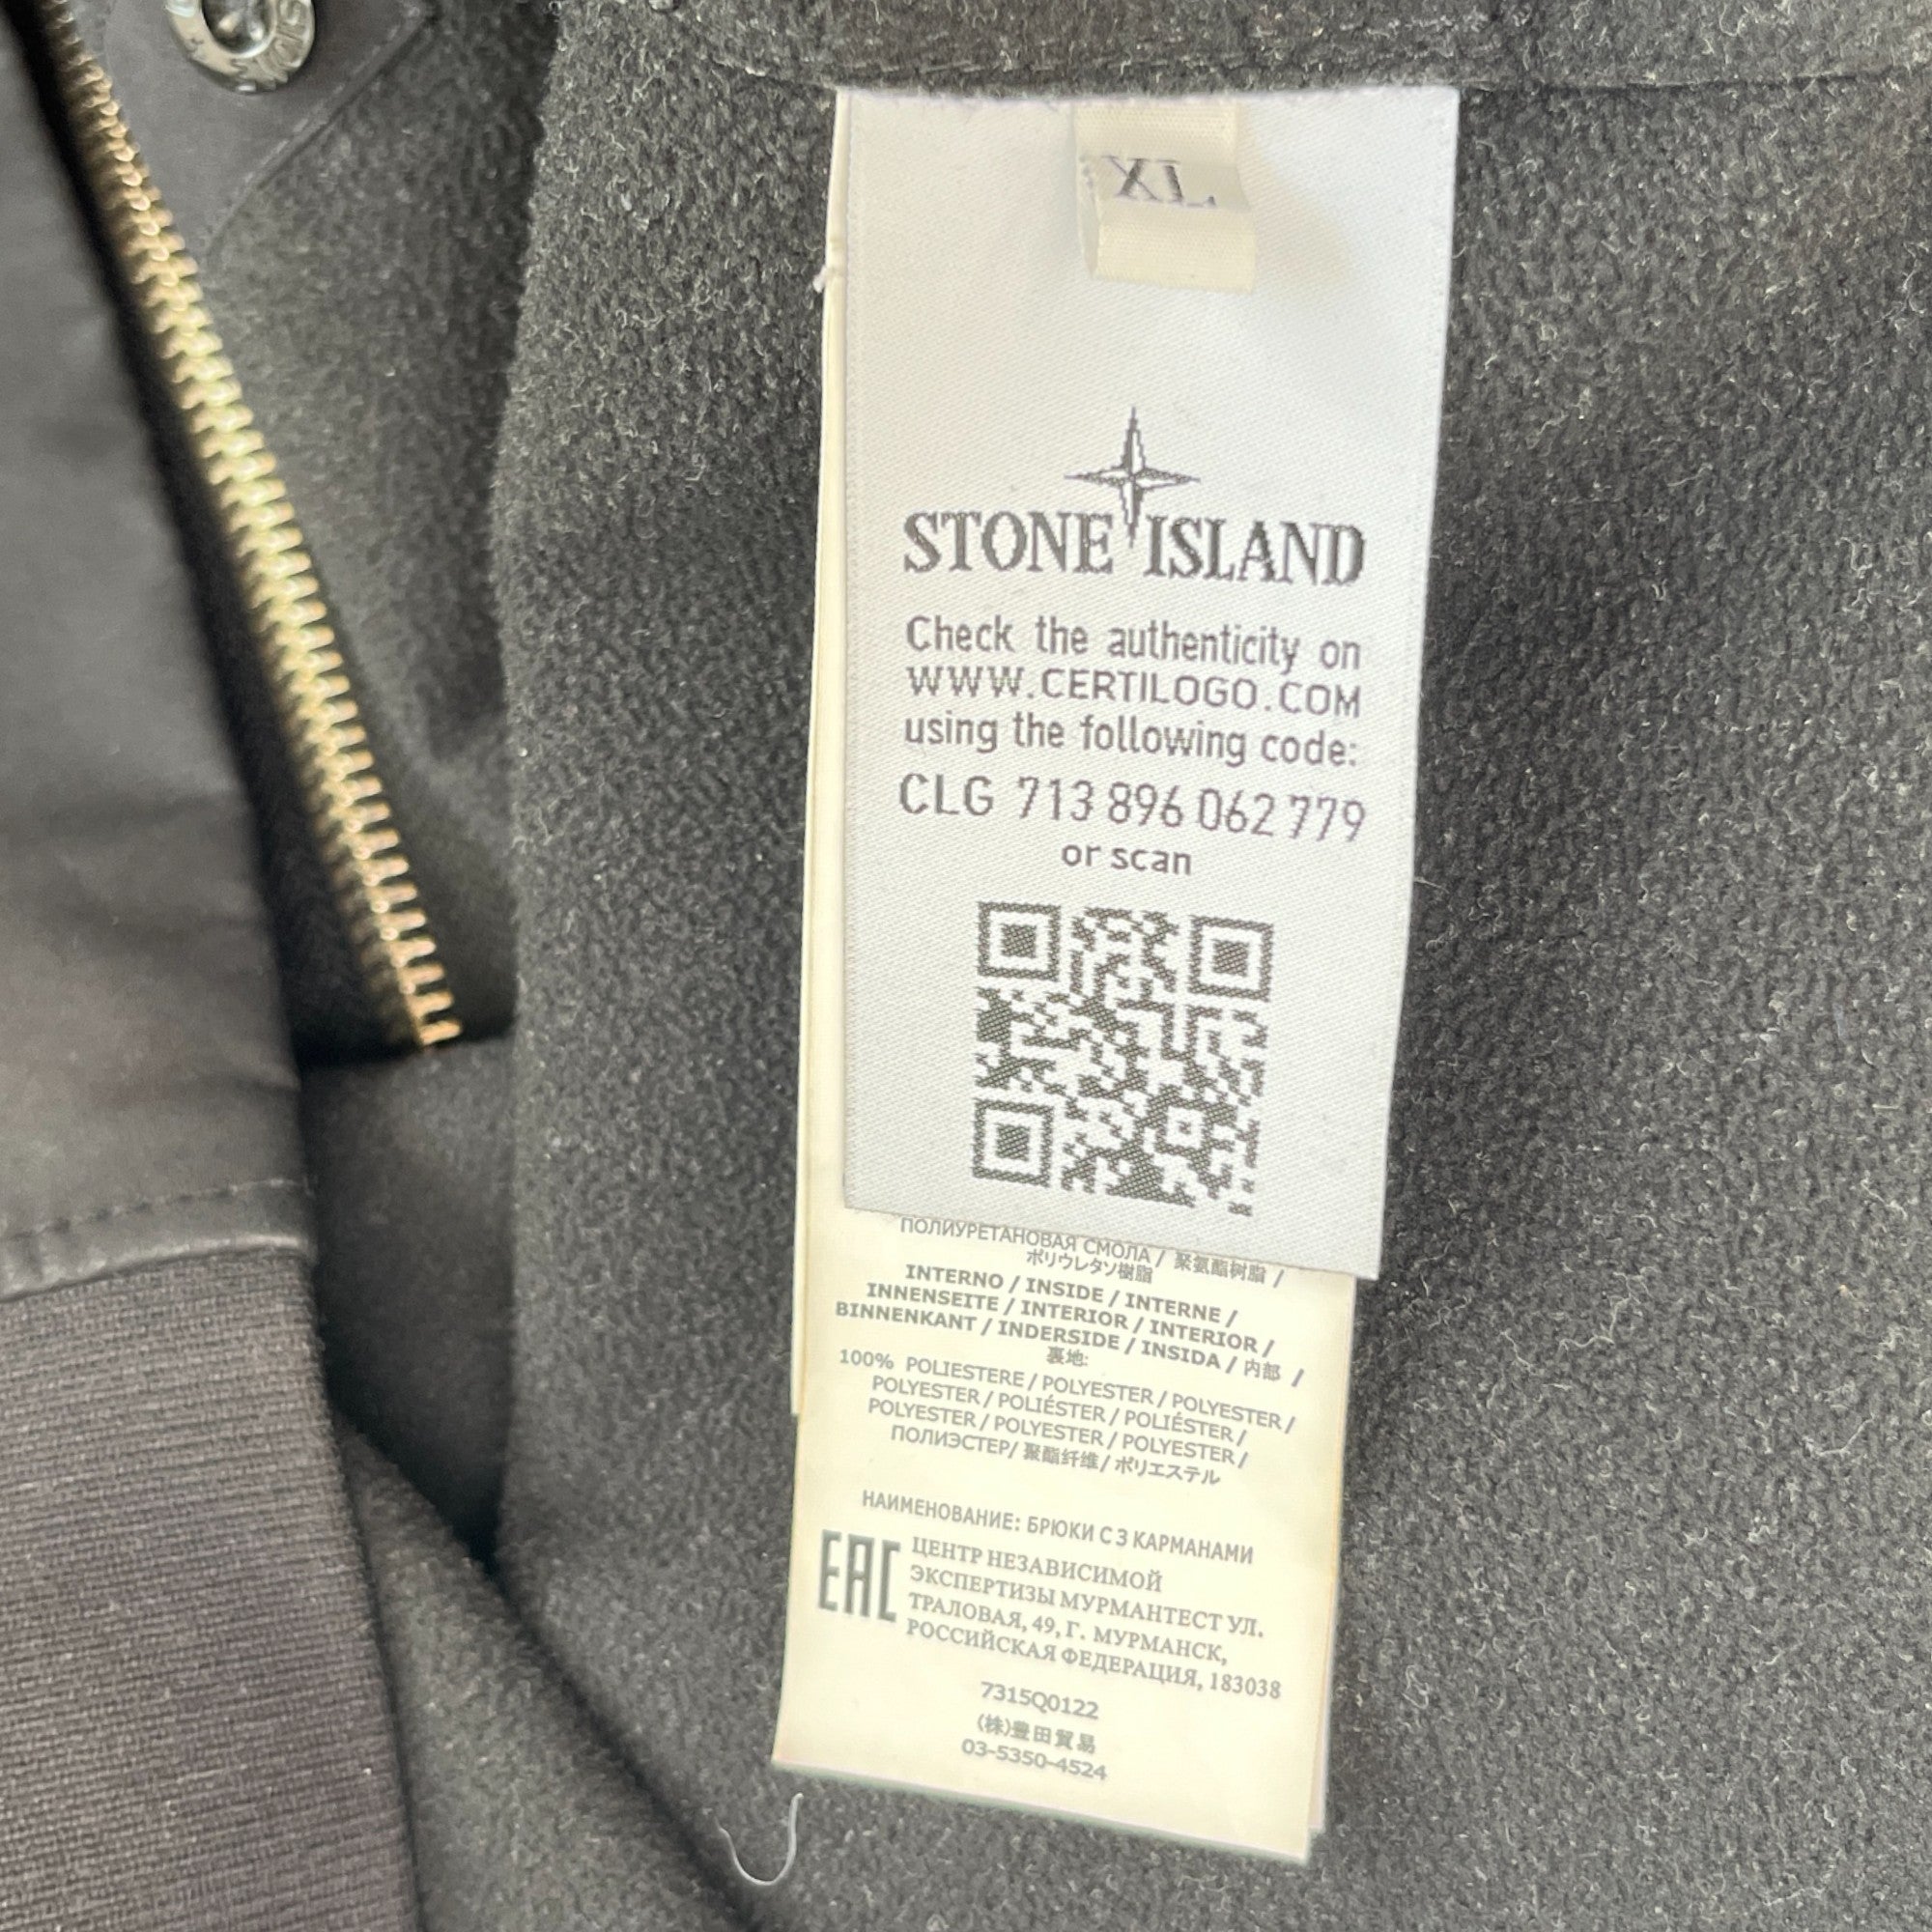 XL
STONE ISLAND
Check the authenticity on
WWW.CERTILOGO.COM
using the following code:
CLG 713 896 062 779
or scan
ПОЛИУРЕТАНОВАЯ СМОЛА / 聚氨酯树脂 /
ポリウレタン樹脂
INTERNO / INSIDE / INTERNE /
INNENSEITE / INTERIOR / INTERIOR /
BINNENKANT / INDERSIDE / INSIDA / 内部 /
裏地:
100% POLIESTERE / POLYESTER / POLYESTER /
POLYESTER / POLIÉSTER / POLIÉSTER /
POLYESTER / POLYESTER / POLYESTER /
ПОЛИЭСТЕР/ 聚酯纤维/ ポリエステル
НАИМЕНОВАНИЕ: БРЮКИ С 3 КАРМАНАМИ
EAC
ЦЕНТР НЕЗАВИСИМОЙ
ЭКСПЕРТИЗЫ МУРМАНТЕСТ УЛ.
ТРАЛОВАЯ, 49, Г. МУРМАНСК,
РОССИЙСКАЯ ФЕДЕРАЦИЯ, 183038
7315Q0122
(株)豊田貿易
03-5350-4524